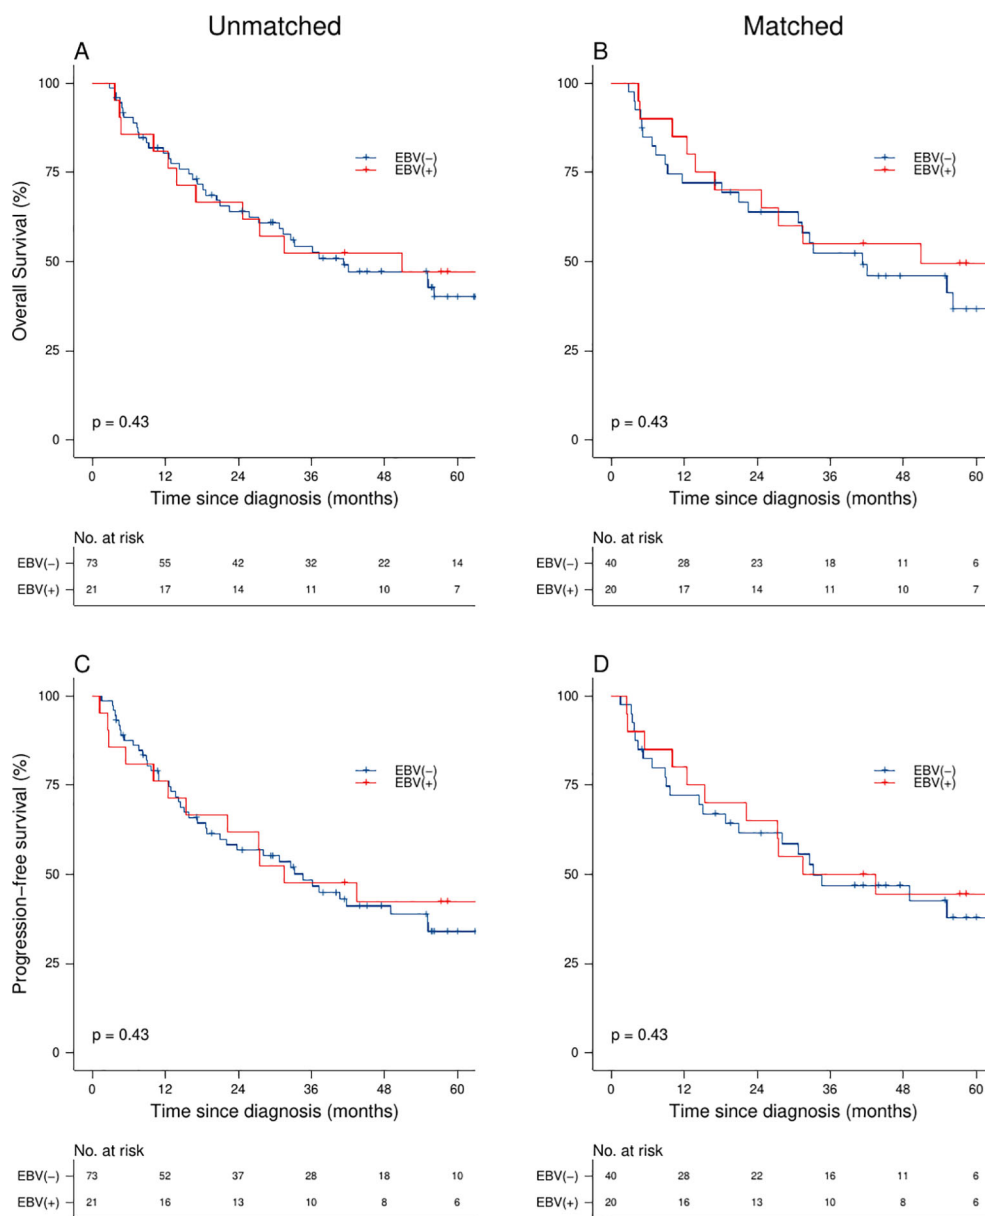 Unmatched
Matched
A
B
Overall Survival (%)
100
75
50
25
0
EBV(−)
EBV(+)
p = 0.43
0 12 24 36 48 60
Time since diagnosis (months)
100
75
50
25
0
EBV(−)
EBV(+)
p = 0.43
0 12 24 36 48 60
Time since diagnosis (months)
No. at risk
EBV(−) 73 55 42 32 22 14
EBV(+) 21 17 14 11 10 7
No. at risk
EBV(−) 40 28 23 18 11 6
EBV(+) 20 17 14 11 10 7
C
D
Progression−free survival (%)
100
75
50
25
0
EBV(−)
EBV(+)
p = 0.43
0 12 24 36 48 60
Time since diagnosis (months)
100
75
50
25
0
EBV(−)
EBV(+)
p = 0.43
0 12 24 36 48 60
Time since diagnosis (months)
No. at risk
EBV(−) 73 52 37 28 18 10
EBV(+) 21 16 13 10 8 6
No. at risk
EBV(−) 40 28 22 16 11 6
EBV(+) 20 16 13 10 8 6